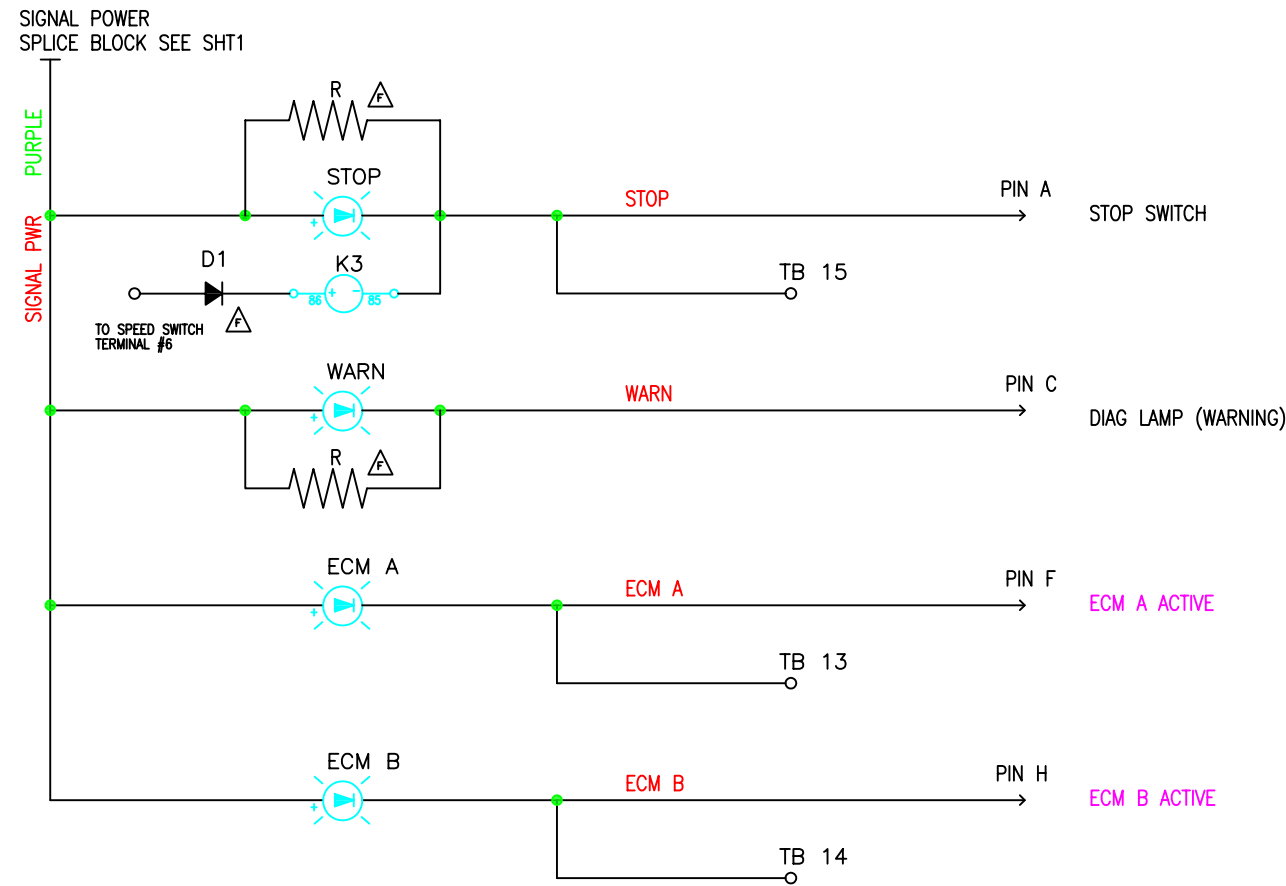 SIGNAL POWER
SPLICE BLOCK SEE SHT1
PURPLE
SIGNAL PWR
R
F
STOP
+
STOP
PIN A
STOP SWITCH
D1
F
K3
86
+
-
85
TB 15
TO SPEED SWITCH
TERMINAL #6
WARN
+
WARN
PIN C
DIAG LAMP (WARNING)
R
F
ECM A
+
ECM A
PIN F
ECM A ACTIVE
TB 13
ECM B
+
ECM B
PIN H
ECM B ACTIVE
TB 14